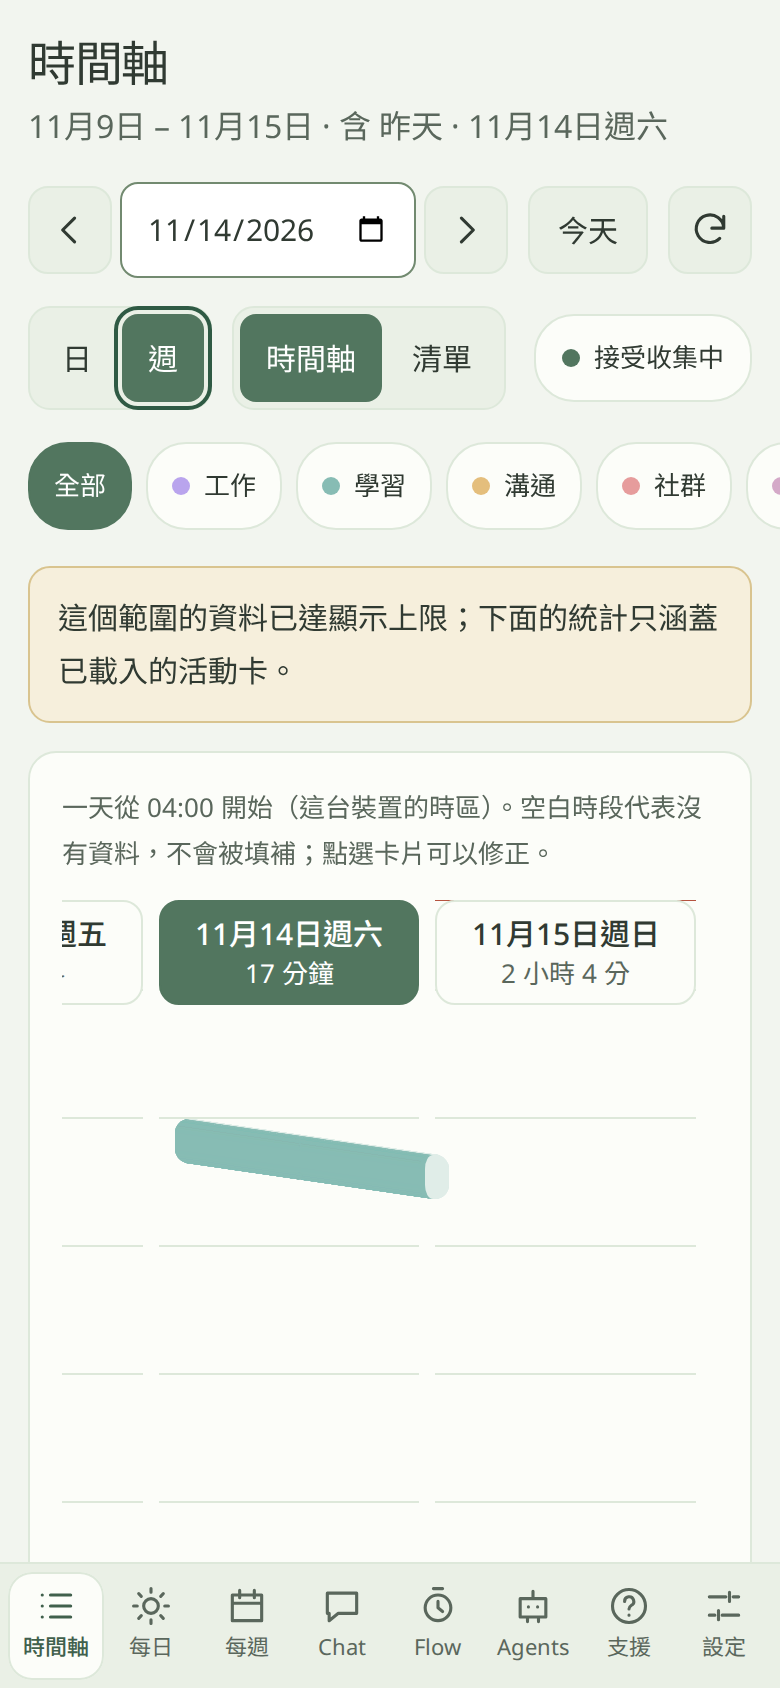 時間軸
11月9日 – 11月15日 · 含 昨天 · 11月14日週六
11/14/2026
今天
日
週
時間軸
清單
接受收集中
全部
工作
學習
溝通
社群
這個範圍的資料已達顯示上限；下面的統計只涵蓋
已載入的活動卡。
一天從 04:00 開始（這台裝置的時區）。空白時段代表沒
有資料，不會被填補；點選卡片可以修正。
週五
11月14日週六
17 分鐘
11月15日週日
2 小時 4 分
時間軸
每日
每週
Chat
Flow
Agents
支援
設定